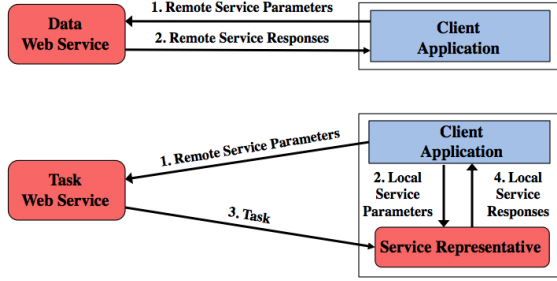 1. Remote Service Parameters
Data
Web Service
2. Remote Service Responses
Client
Application
1. Remote Service Parameters
Client
Application
Task
Web Service
2. Local
Service
Parameters
4. Local
Service
Responses
3. Task
Service Representative